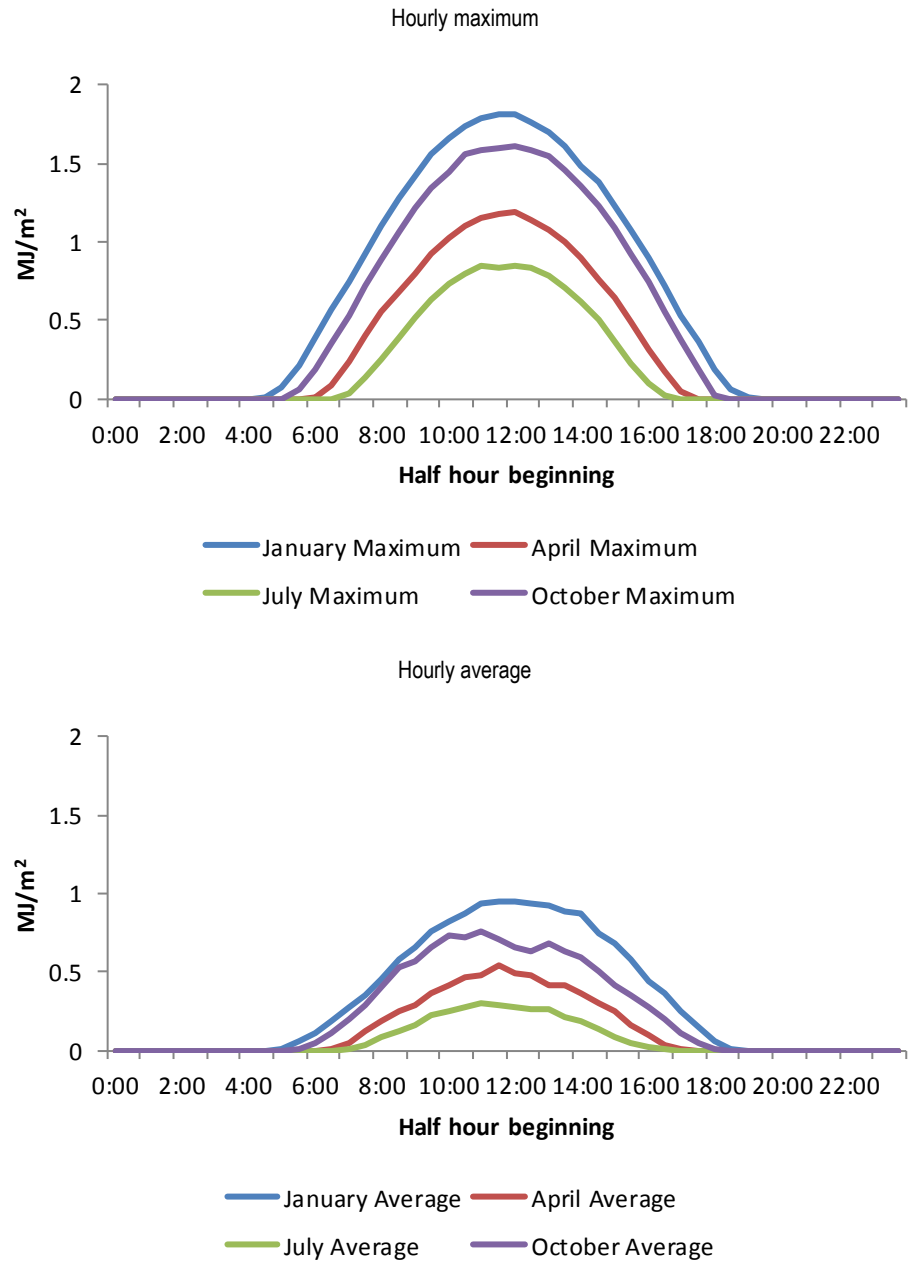 Hourly maximum
2
1.5
1
0.5
0
MJ/m²
0:00 2:00 4:00 6:00 8:00 10:00 12:00 14:00 16:00 18:00 20:00 22:00
Half hour beginning
January Maximum April Maximum
July Maximum October Maximum
Hourly average
2
1.5
1
0.5
0
MJ/m²
0:00 2:00 4:00 6:00 8:00 10:00 12:00 14:00 16:00 18:00 20:00 22:00
Half hour beginning
January Average April Average
July Average October Average